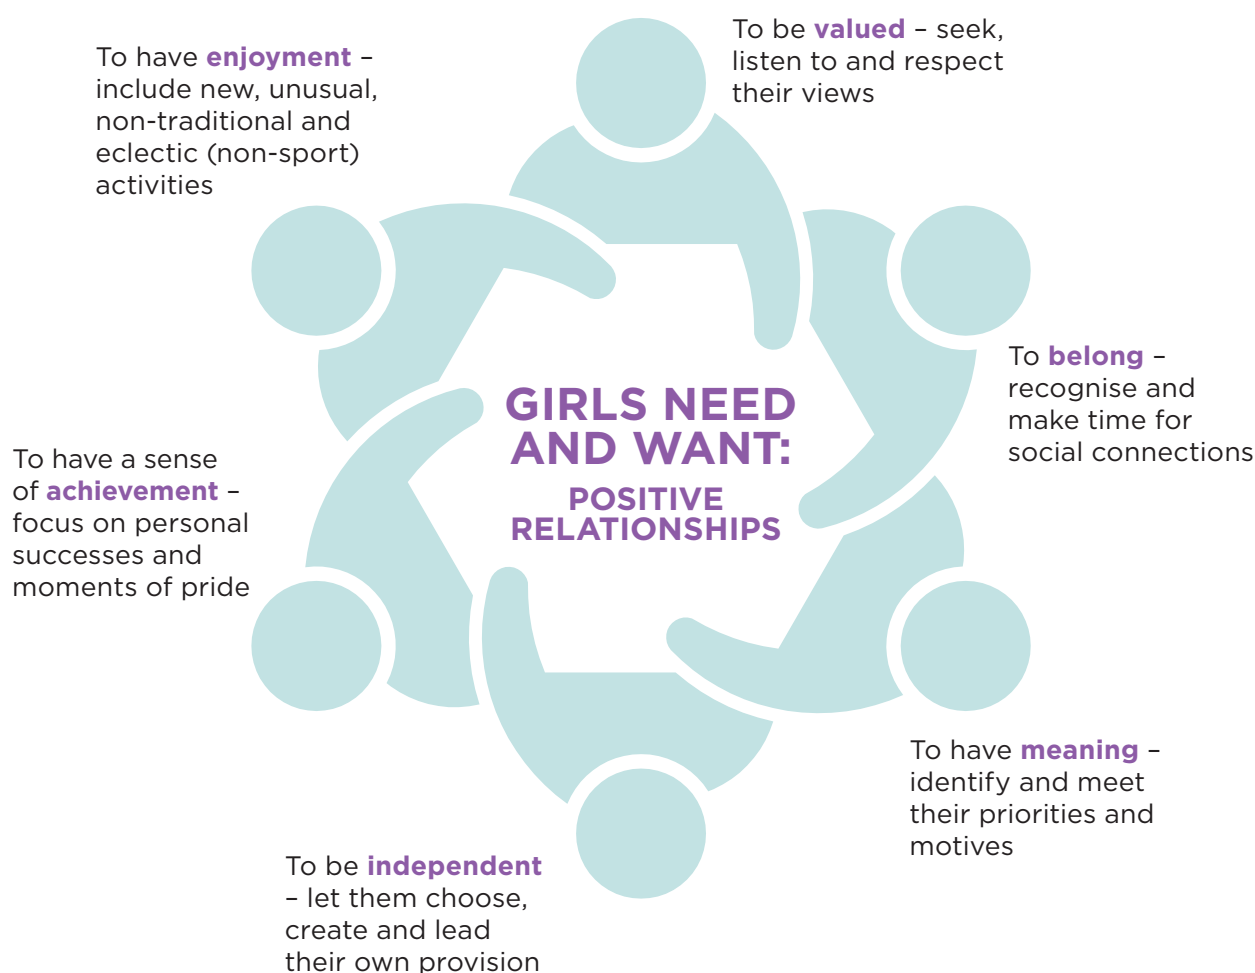 To have enjoyment –
include new, unusual,
non-traditional and
eclectic (non-sport)
activities
To be valued – seek,
listen to and respect
their views
To belong –
recognise and
make time for
social connections
GIRLS NEED
AND WANT:
POSITIVE
RELATIONSHIPS
To have a sense
of achievement –
focus on personal
successes and
moments of pride
To have meaning –
identify and meet
their priorities and
motives
To be independent
– let them choose,
create and lead
their own provision